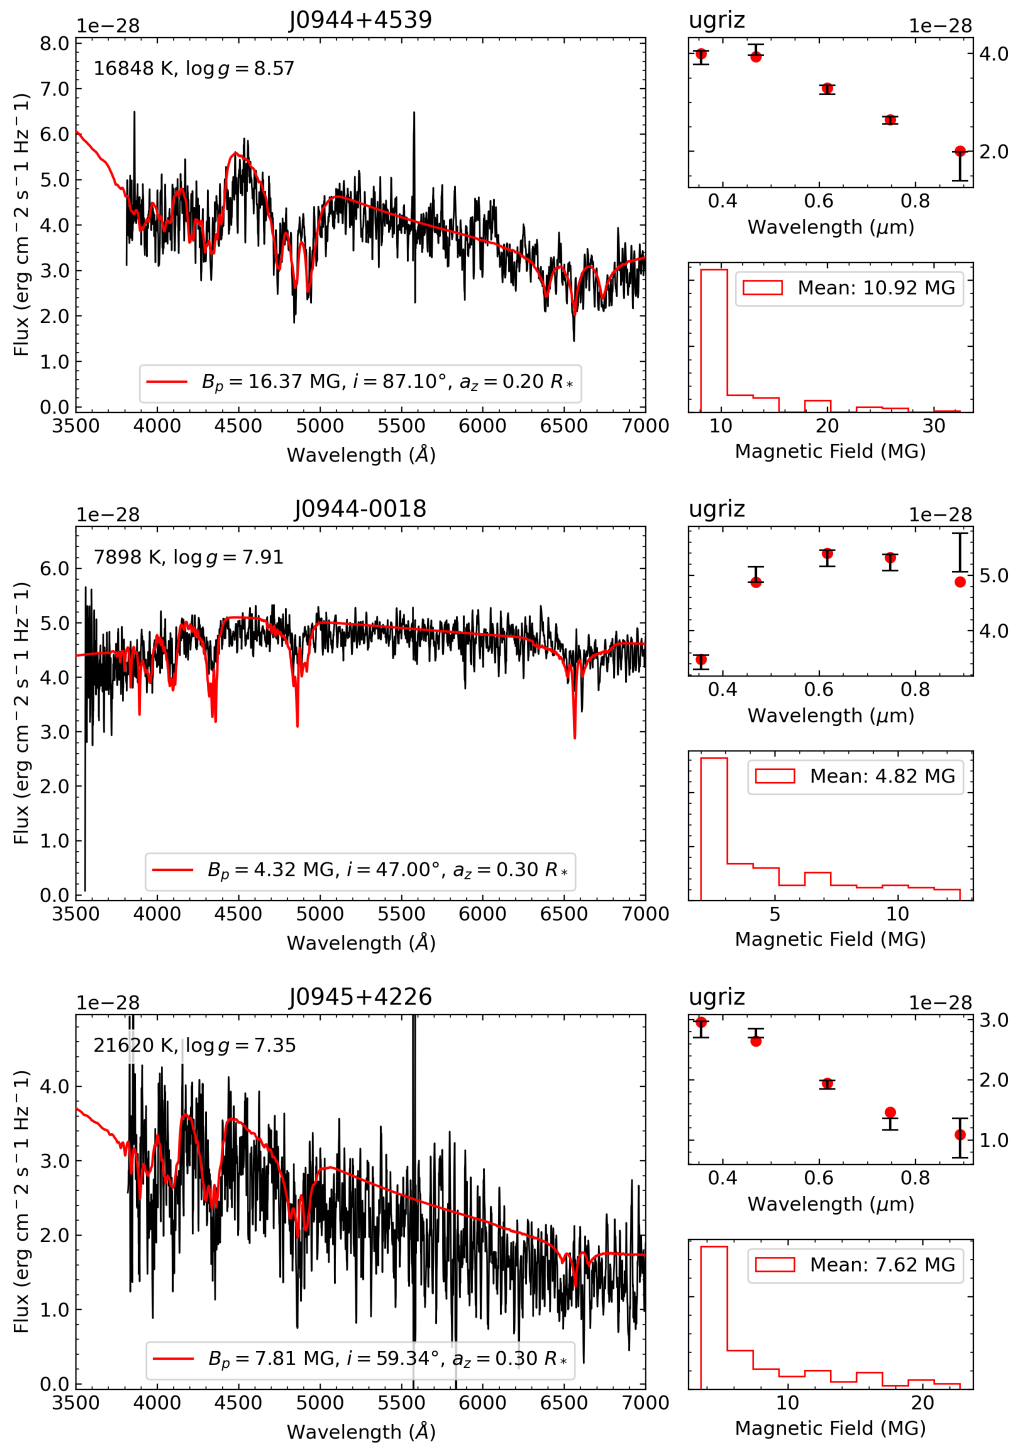 J0944+4539
1e−28
16848 K, log g = 8.57
8.0
7.0
6.0
5.0
4.0
3.0
2.0
1.0
0.0
Flux (erg cm−2 s−1 Hz−1)
B_p = 16.37 MG, i = 87.10°, a_z = 0.20 R*
3500 4000 4500 5000 5500 6000 6500 7000
Wavelength (Å)
ugriz
1e−28
4.0
2.0
0.4 0.6 0.8
Wavelength (μm)
Mean: 10.92 MG
10 20 30
Magnetic Field (MG)
J0944-0018
1e−28
7898 K, log g = 7.91
6.0
5.0
4.0
3.0
2.0
1.0
0.0
Flux (erg cm−2 s−1 Hz−1)
B_p = 4.32 MG, i = 47.00°, a_z = 0.30 R*
3500 4000 4500 5000 5500 6000 6500 7000
Wavelength (Å)
ugriz
1e−28
5.0
4.0
0.4 0.6 0.8
Wavelength (μm)
Mean: 4.82 MG
5 10
Magnetic Field (MG)
J0945+4226
1e−28
21620 K, log g = 7.35
4.0
3.0
2.0
1.0
0.0
Flux (erg cm−2 s−1 Hz−1)
B_p = 7.81 MG, i = 59.34°, a_z = 0.30 R*
3500 4000 4500 5000 5500 6000 6500 7000
Wavelength (Å)
ugriz
1e−28
3.0
2.0
1.0
0.4 0.6 0.8
Wavelength (μm)
Mean: 7.62 MG
10 20
Magnetic Field (MG)